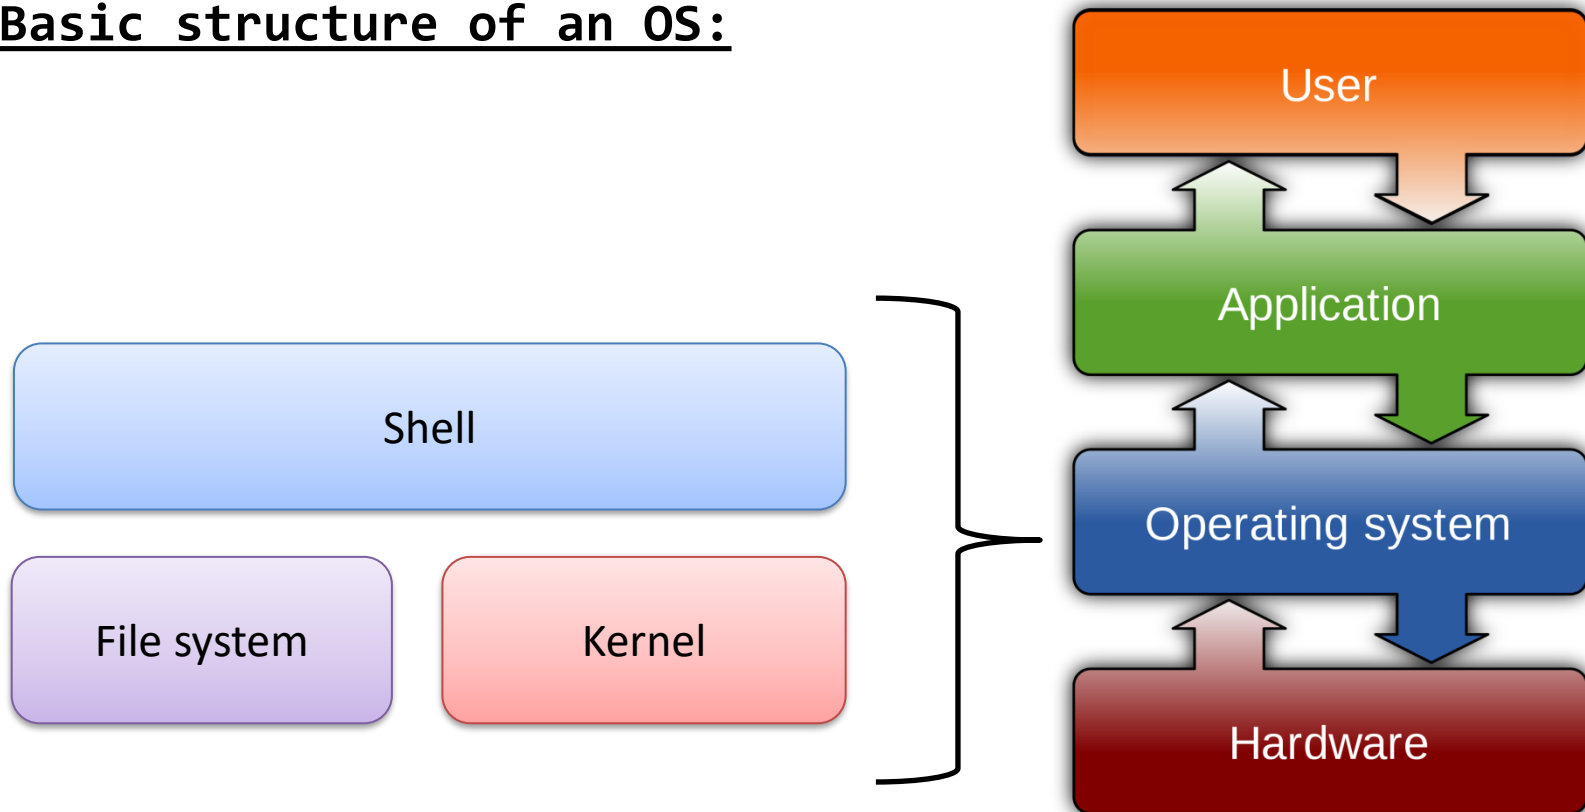 Basic structure of an OS:
User
Application
Shell
Operating system
File system
Kernel
Hardware